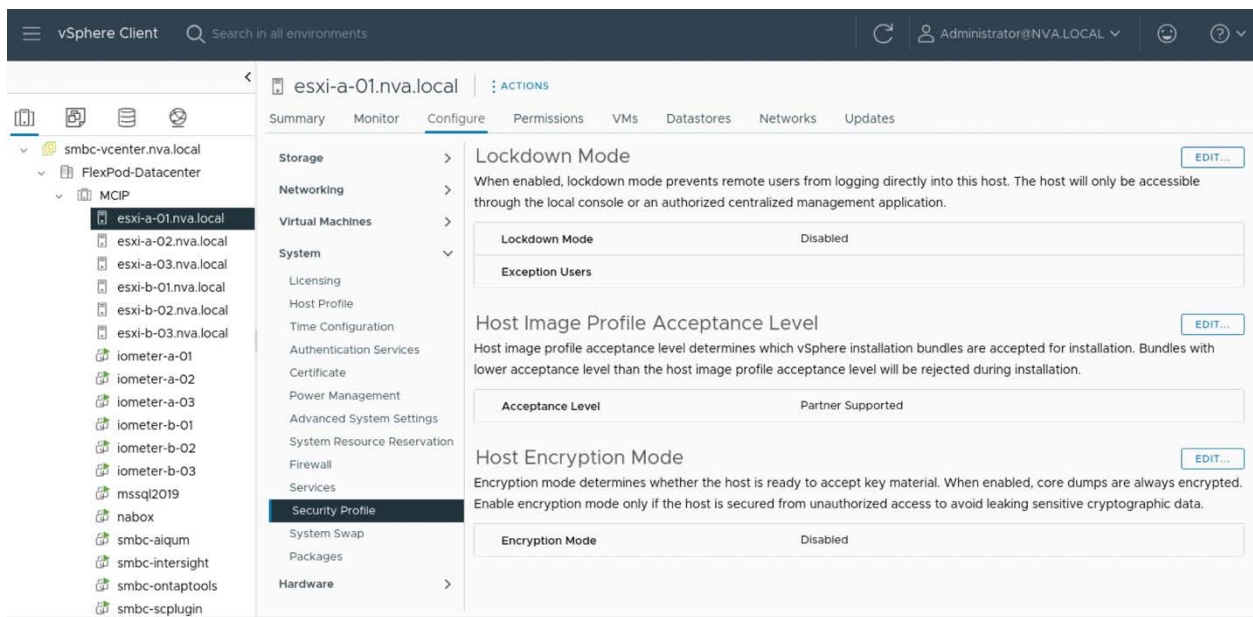 vSphere Client
Search in all environments
Administrator@NVA.LOCAL
esxi-a-01.nva.local
ACTIONS
Summary Monitor Configure Permissions VMs Datastores Networks Updates
smbc-vcenter.nva.local
FlexPod-Datacenter
MCIP
esxi-a-01.nva.local
esxi-a-02.nva.local
esxi-a-03.nva.local
esxi-b-01.nva.local
esxi-b-02.nva.local
esxi-b-03.nva.local
iometer-a-01
iometer-a-02
iometer-a-03
iometer-b-01
iometer-b-02
iometer-b-03
mssql2019
nabox
smbc-aiqum
smbc-intersight
smbc-ontaptools
smbc-scplugin
Storage
Networking
Virtual Machines
System
Licensing
Host Profile
Time Configuration
Authentication Services
Certificate
Power Management
Advanced System Settings
System Resource Reservation
Firewall
Services
Security Profile
System Swap
Packages
Hardware
Lockdown Mode
EDIT...
When enabled, lockdown mode prevents remote users from logging directly into this host. The host will only be accessible
through the local console or an authorized centralized management application.
Lockdown Mode Disabled
Exception Users
Host Image Profile Acceptance Level
EDIT...
Host image profile acceptance level determines which vSphere installation bundles are accepted for installation. Bundles with
lower acceptance level than the host image profile acceptance level will be rejected during installation.
Acceptance Level Partner Supported
Host Encryption Mode
EDIT...
Encryption mode determines whether the host is ready to accept key material. When enabled, core dumps are always encrypted.
Enable encryption mode only if the host is secured from unauthorized access to avoid leaking sensitive cryptographic data.
Encryption Mode Disabled